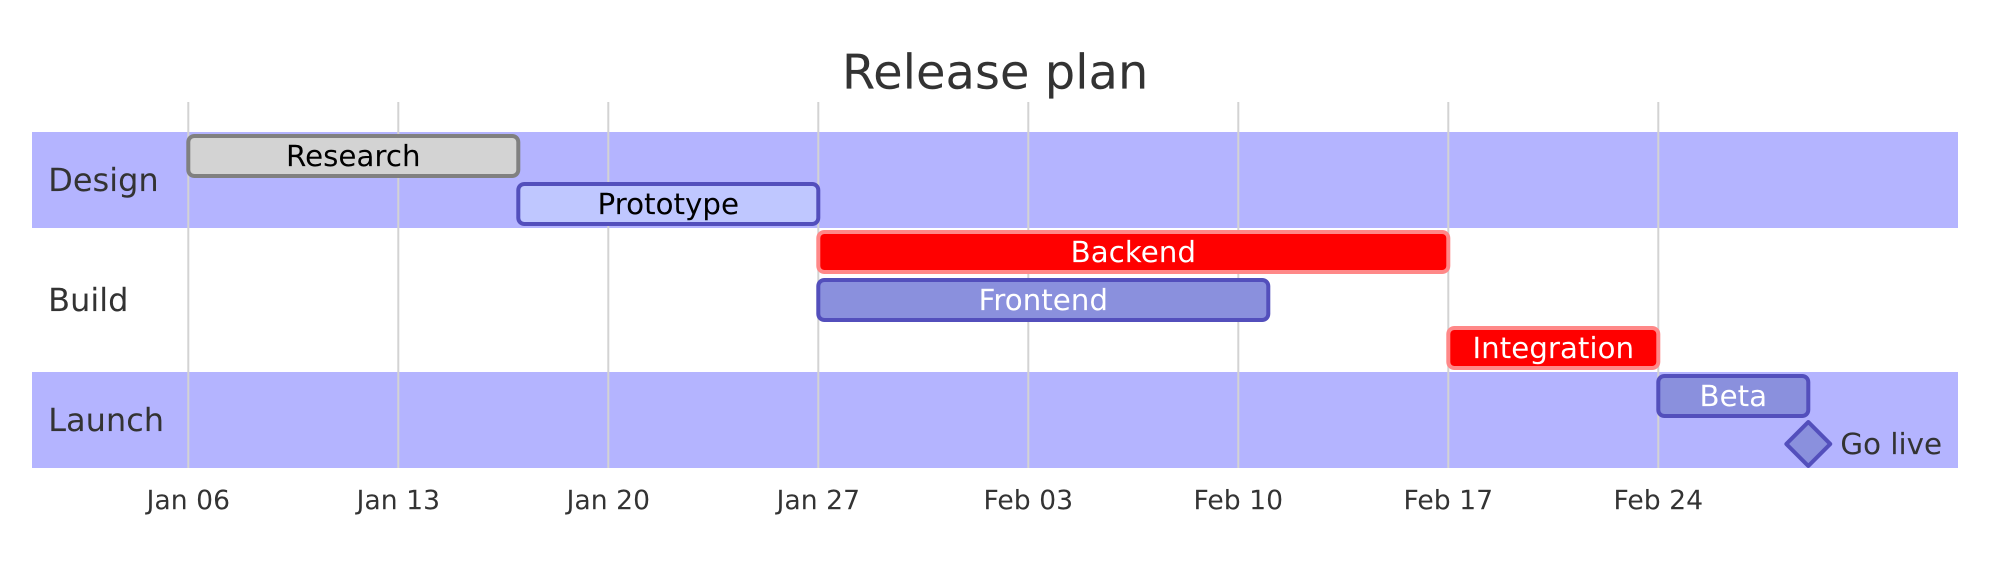 Release plan
Design
Research
Prototype
Build
Backend
Frontend
Integration
Launch
Beta
Go live
Jan 06
Jan 13
Jan 20
Jan 27
Feb 03
Feb 10
Feb 17
Feb 24